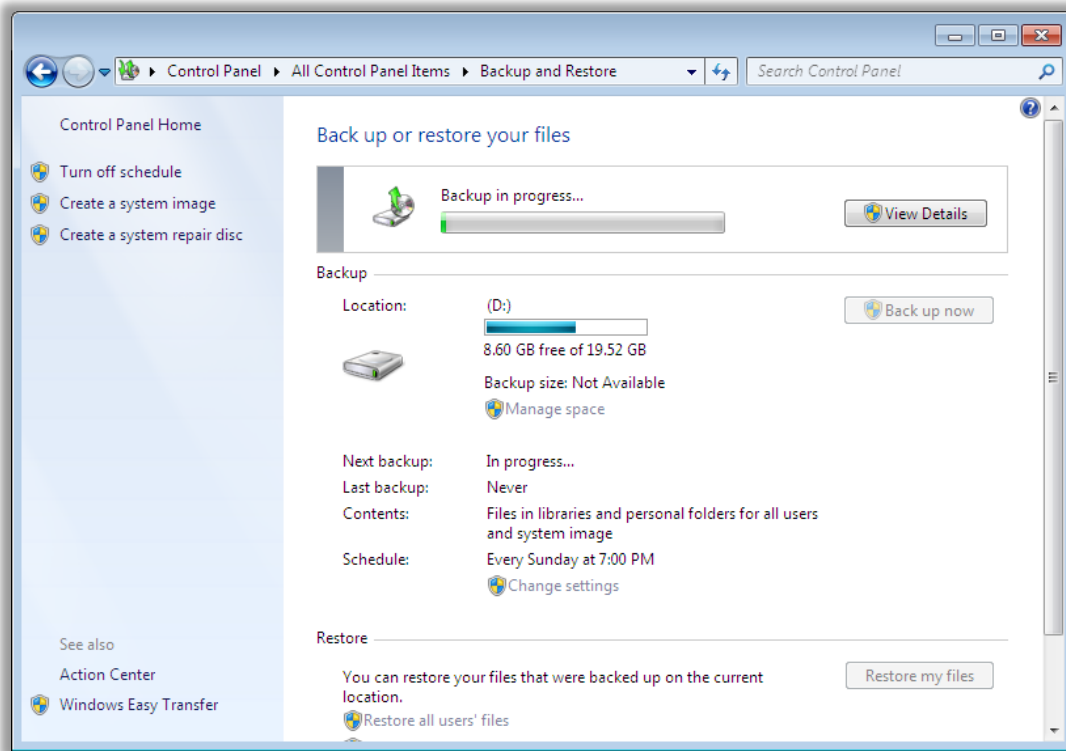 Control Panel All Control Panel Items Backup and Restore Search Control Panel
Control Panel Home
Turn off schedule
Create a system image
Create a system repair disc
See also
Action Center
Windows Easy Transfer
?
Back up or restore your files
Backup in progress...
View Details
Backup
Location:
(D:)
Back up now
8.60 GB free of 19.52 GB
Backup size: Not Available
Manage space
Next backup: In progress...
Last backup: Never
Contents: Files in libraries and personal folders for all users
and system image
Schedule: Every Sunday at 7:00 PM
Change settings
Restore
You can restore your files that were backed up on the current
location.
Restore my files
Restore all users' files